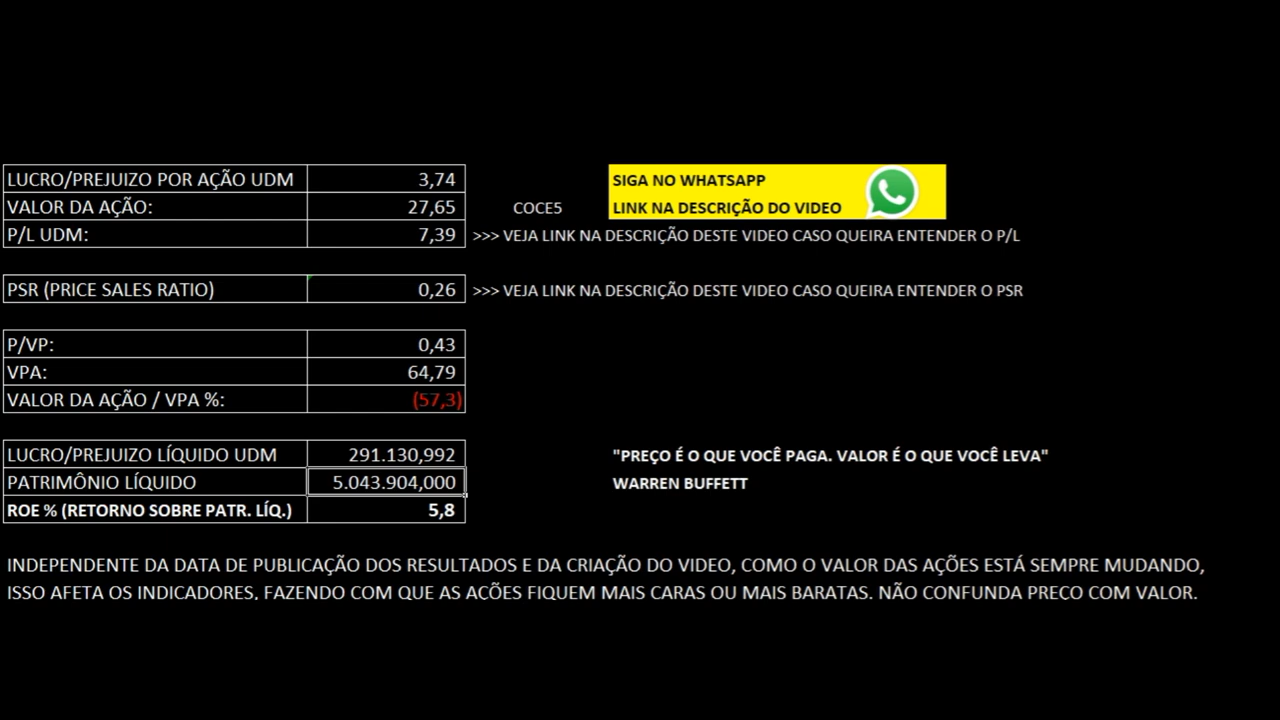 LUCRO/PREJUIZO POR AÇÃO UDM 3,74 SIGA NO WHATSAPP
VALOR DA AÇÃO: 27,65 COCE5 LINK NA DESCRIÇÃO DO VIDEO
P/L UDM: 7,39 >>> VEJA LINK NA DESCRIÇÃO DESTE VIDEO CASO QUEIRA ENTENDER O P/L
PSR (PRICE SALES RATIO) 0,26 >>> VEJA LINK NA DESCRIÇÃO DESTE VIDEO CASO QUEIRA ENTENDER O PSR
P/VP: 0,43
VPA: 64,79
VALOR DA AÇÃO / VPA %: (57,3)
LUCRO/PREJUIZO LÍQUIDO UDM 291.130,992 "PREÇO É O QUE VOCÊ PAGA. VALOR É O QUE VOCÊ LEVA"
PATRIMÔNIO LÍQUIDO 5.043.904,000 WARREN BUFFETT
ROE % (RETORNO SOBRE PATR. LÍQ.) 5,8
INDEPENDENTE DA DATA DE PUBLICAÇÃO DOS RESULTADOS E DA CRIAÇÃO DO VIDEO, COMO O VALOR DAS AÇÕES ESTÁ SEMPRE MUDANDO,
ISSO AFETA OS INDICADORES, FAZENDO COM QUE AS AÇÕES FIQUEM MAIS CARAS OU MAIS BARATAS. NÃO CONFUNDA PREÇO COM VALOR.